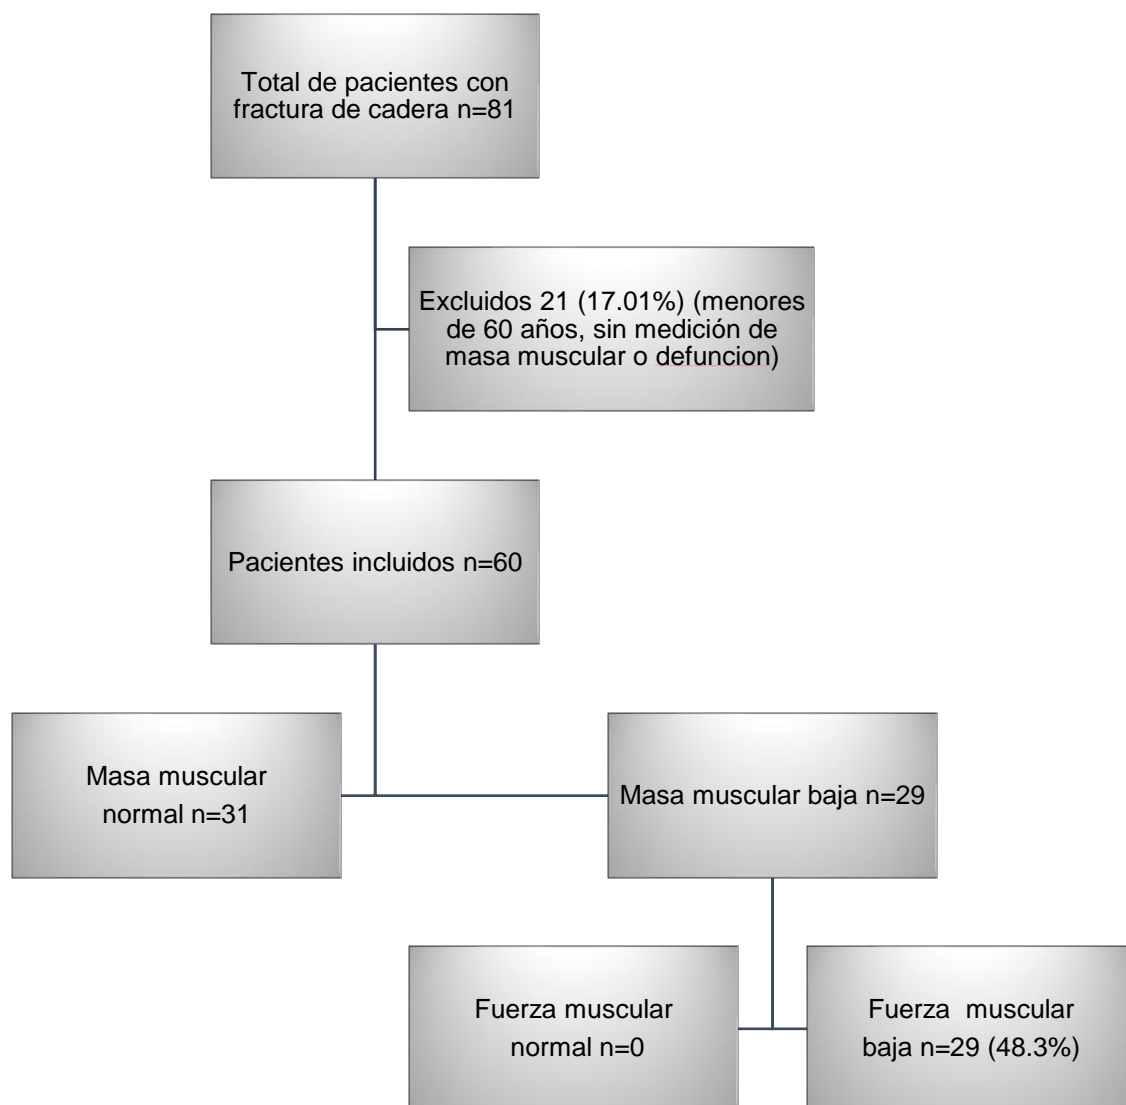 Total de pacientes con
fractura de cadera n=81
Excluidos 21 (17.01%) (menores
de 60 años, sin medición de
masa muscular o defuncion)
Pacientes incluidos n=60
Masa muscular
normal n=31
Masa muscular baja n=29
Fuerza muscular
normal n=0
Fuerza  muscular
baja n=29 (48.3%)